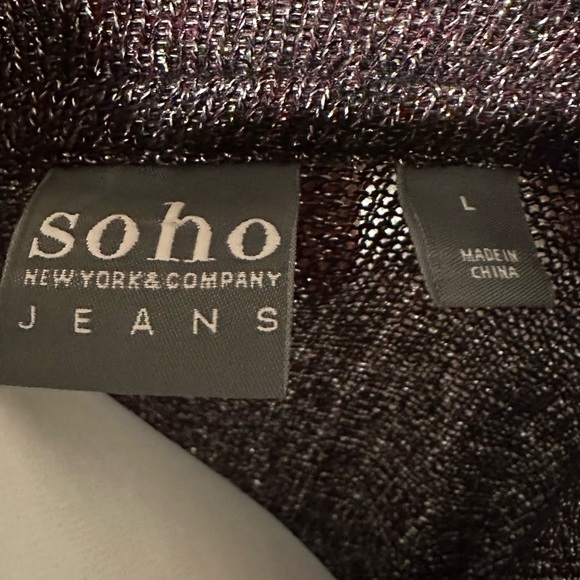 soho
NEW YORK & COMPANY
JEANS
L
MADE IN
CHINA